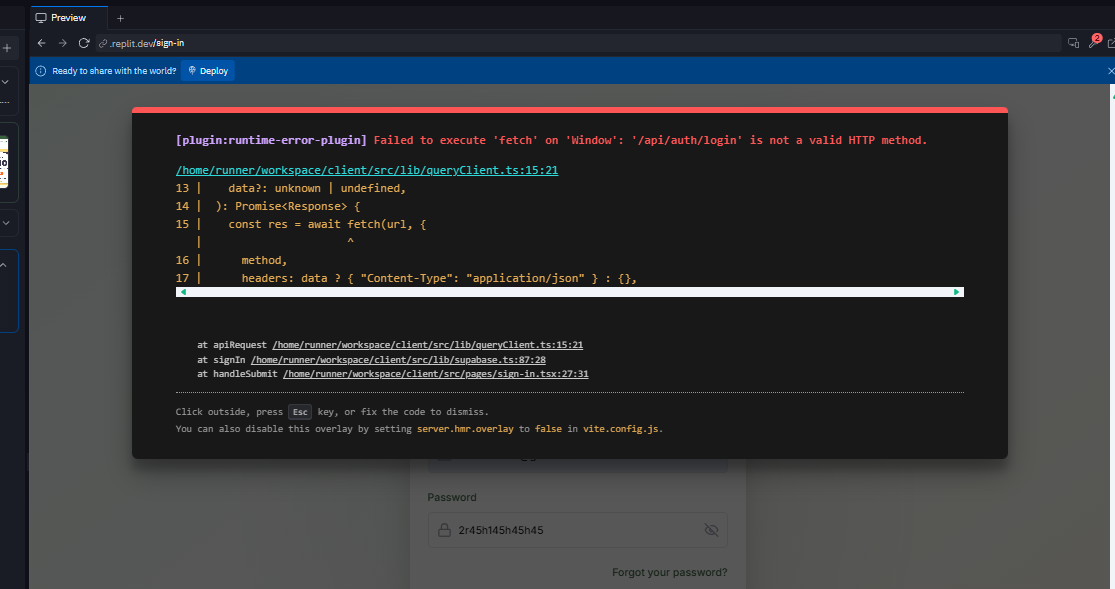 Preview
.replit.dev/sign-in
2
Ready to share with the world? Deploy
[plugin:runtime-error-plugin] Failed to execute 'fetch' on 'Window': '/api/auth/login' is not a valid HTTP method.
/home/runner/workspace/client/src/lib/queryClient.ts:15:21
13 |    data?: unknown | undefined,
14 |  ): Promise<Response> {
15 |    const res = await fetch(url, {
   |                      ^
16 |      method,
17 |      headers: data ? { "Content-Type": "application/json" } : {},
at apiRequest /home/runner/workspace/client/src/lib/queryClient.ts:15:21
at signIn /home/runner/workspace/client/src/lib/supabase.ts:87:28
at handleSubmit /home/runner/workspace/client/src/pages/sign-in.tsx:27:31
Click outside, press Esc key, or fix the code to dismiss.
You can also disable this overlay by setting server.hmr.overlay to false in vite.config.js.
Password
2r45h145h45h45
Forgot your password?